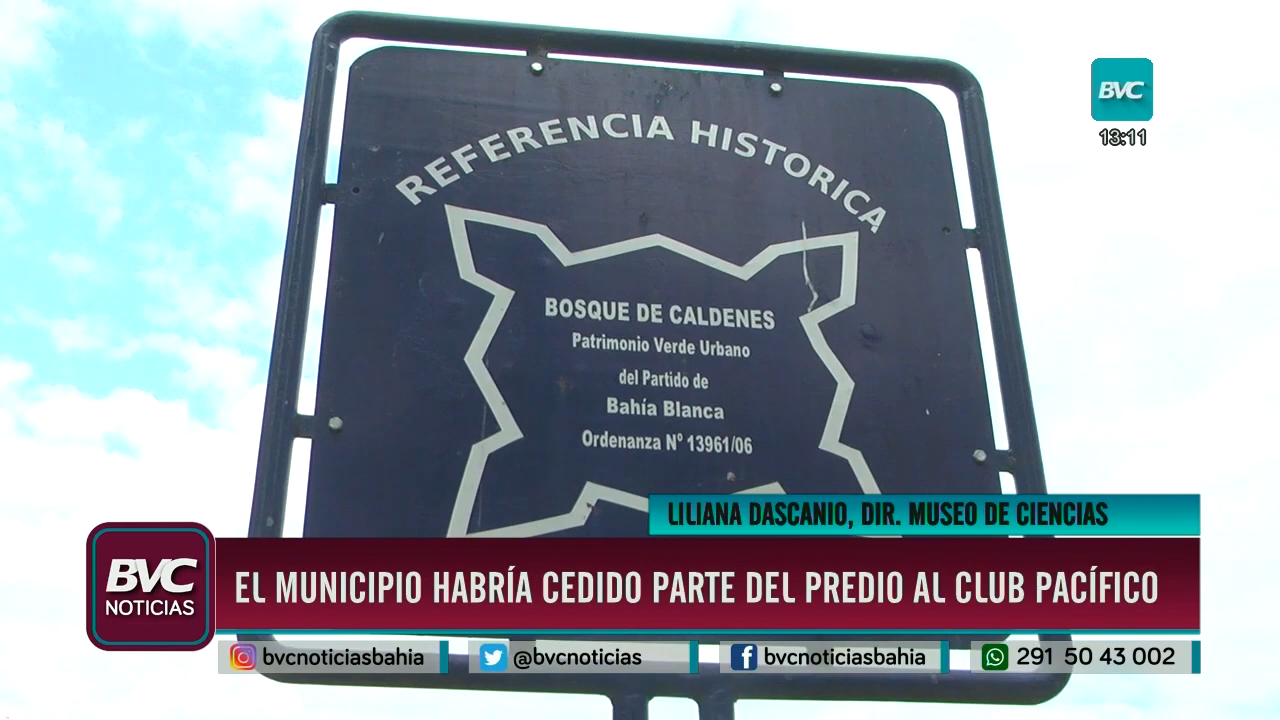 BVC
13:11
REFERENCIA HISTORICA
BOSQUE DE CALDENES
Patrimonio Verde Urbano
del Partido de
Bahía Blanca
Ordenanza Nº 13961/06
LILIANA DASCANIO, DIR. MUSEO DE CIENCIAS
BVC
NOTICIAS
EL MUNICIPIO HABRÍA CEDIDO PARTE DEL PREDIO AL CLUB PACÍFICO
bvcnoticiasbahia
@bvcnoticias
bvcnoticiasbahia
291 50 43 002